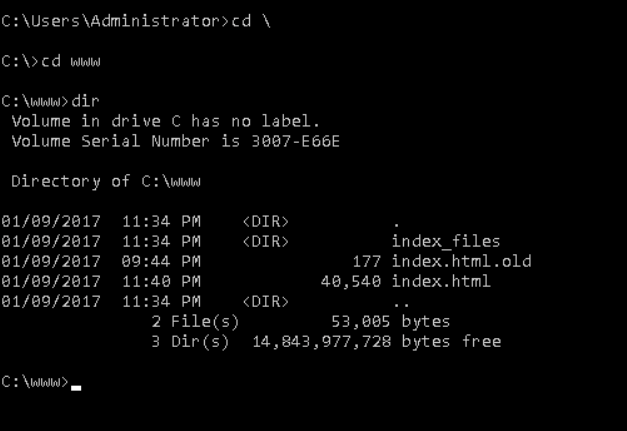 C:\Users\Administrator>cd \
C:\>cd www
C:\www>dir
Volume in drive C has no label.
Volume Serial Number is 3007-E66E
Directory of C:\www
01/09/2017  11:34 PM    <DIR>          .
01/09/2017  11:34 PM    <DIR>          index_files
01/09/2017  09:44 PM               177 index.html.old
01/09/2017  11:40 PM            40,540 index.html
01/09/2017  11:34 PM    <DIR>          ..
2 File(s)         53,005 bytes
3 Dir(s)  14,843,977,728 bytes free
C:\www>